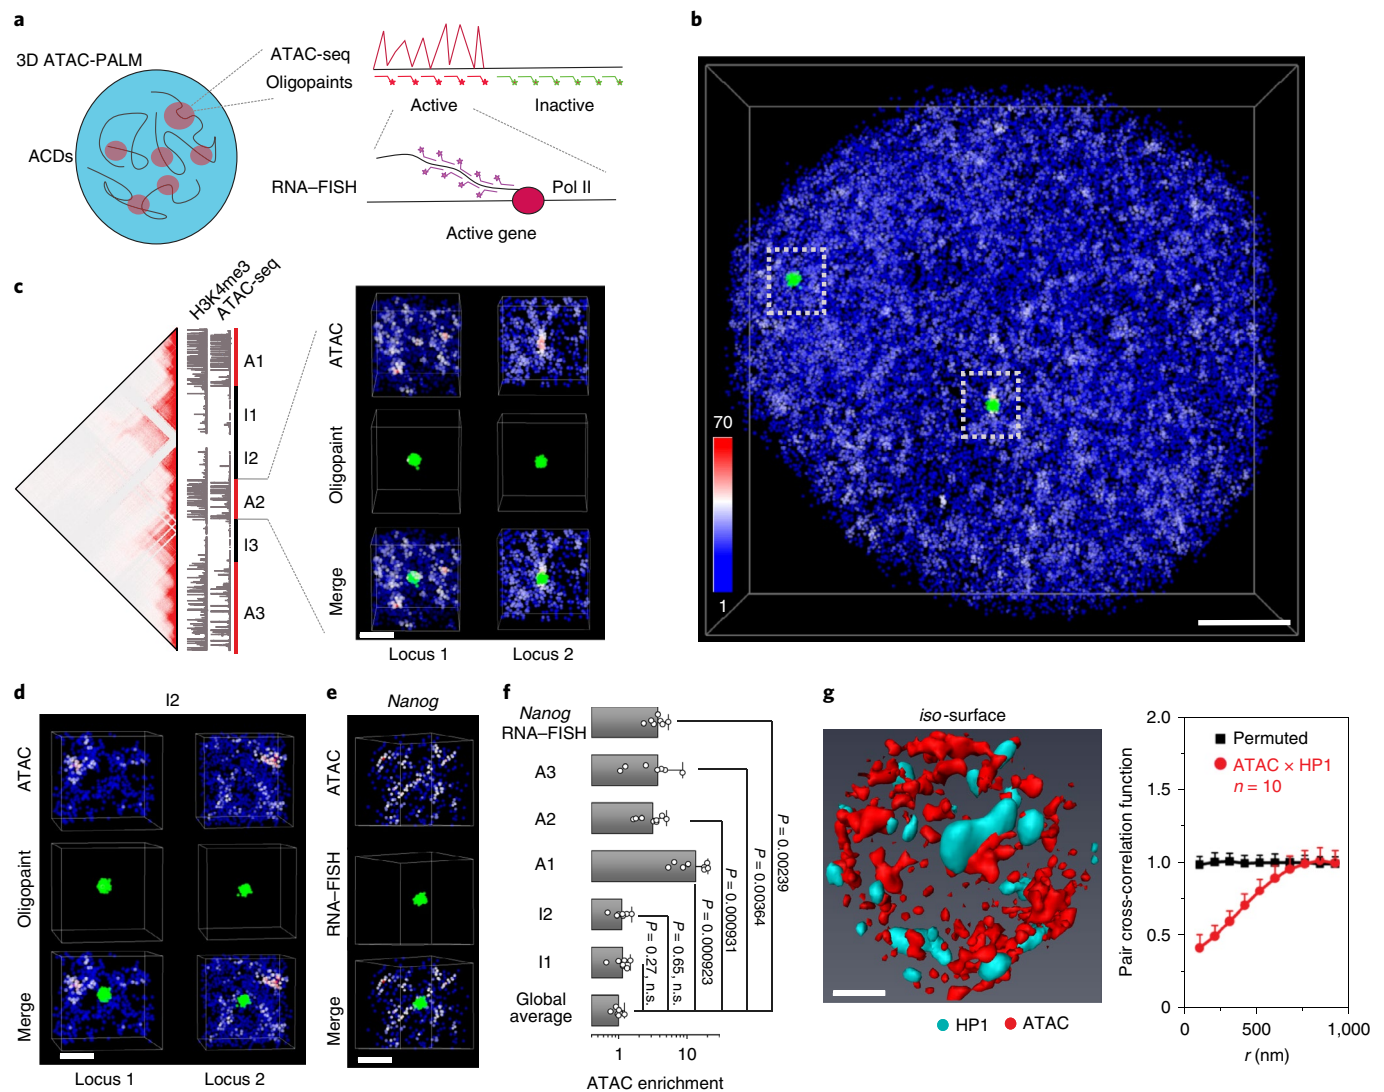 a
3D ATAC-PALM
ACDs
ATAC-seq
Oligopaints
Active
Inactive
RNA–FISH
Pol II
Active gene
b
70
1
c
H3K4me3
ATAC-seq
A1
I1
I2
A2
I3
A3
ATAC
Oligopaint
Merge
Locus 1
Locus 2
d
I2
ATAC
Oligopaint
Merge
Locus 1
Locus 2
e
Nanog
ATAC
RNA–FISH
Merge
f
Nanog
RNA–FISH
A3
A2
A1
I2
I1
Global
average
P = 0.27, n.s.
P = 0.65, n.s.
P = 0.000923
P = 0.000931
P = 0.00364
P = 0.00239
1
10
ATAC enrichment
g
iso-surface
HP1
ATAC
Pair cross-correlation function
2.0
1.5
1.0
0.5
0
Permuted
ATAC × HP1
n = 10
0
500
1,000
r (nm)